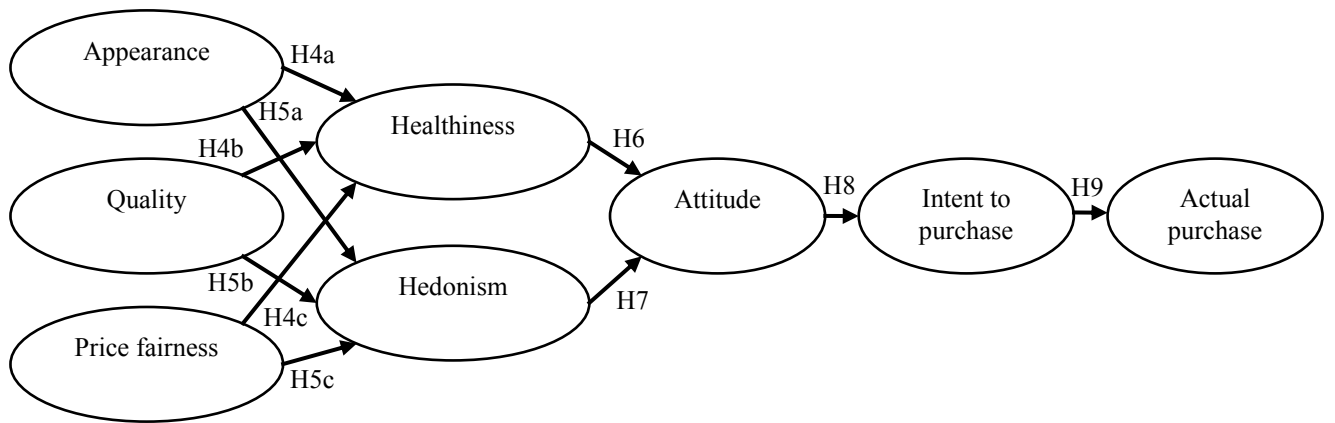 Appearance
H4a
H5a
Healthiness
H6
H4b
Quality
Attitude
H8
Intent to
purchase
H9
Actual
purchase
H5b
Hedonism
H7
H4c
Price fairness
H5c